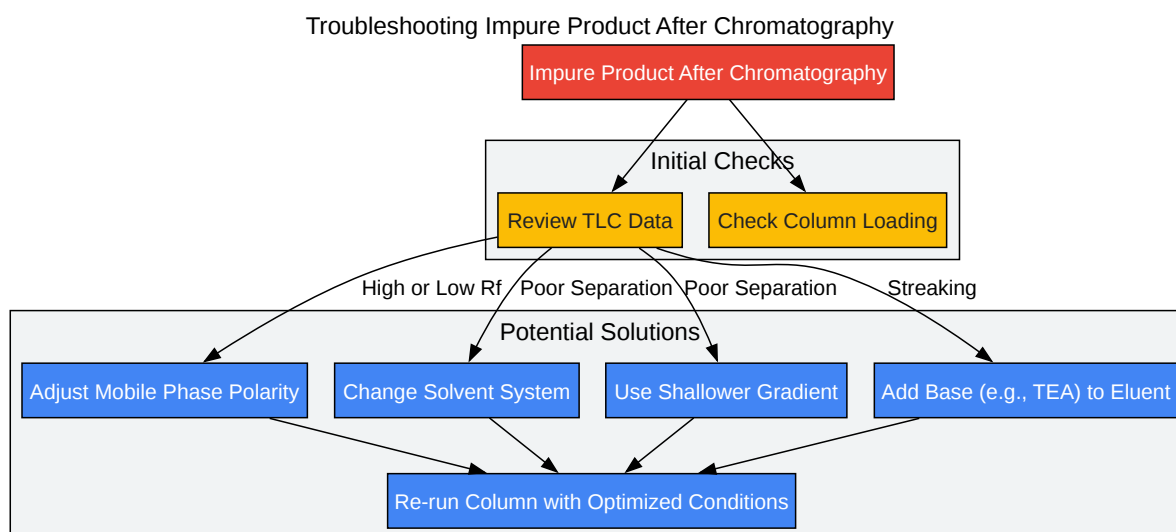 Troubleshooting Impure Product After Chromatography
Impure Product After Chromatography
Initial Checks
Review TLC Data
Check Column Loading
High or Low Rf
Poor Separation
Poor Separation
Streaking
Potential Solutions
Adjust Mobile Phase Polarity
Change Solvent System
Use Shallower Gradient
Add Base (e.g., TEA) to Eluent
Re-run Column with Optimized Conditions